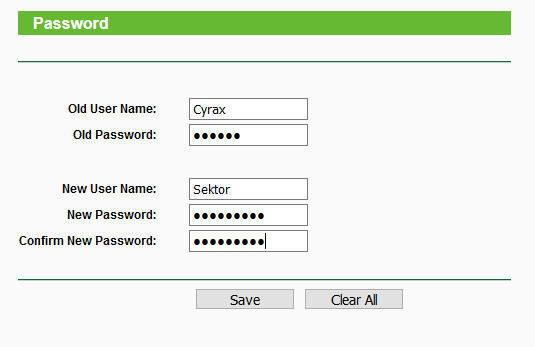 Password
Old User Name: Cyrax
Old Password: ●●●●●●
New User Name: Sektor
New Password: ●●●●●●●●●
Confirm New Password: ●●●●●●●●●
Save Clear All